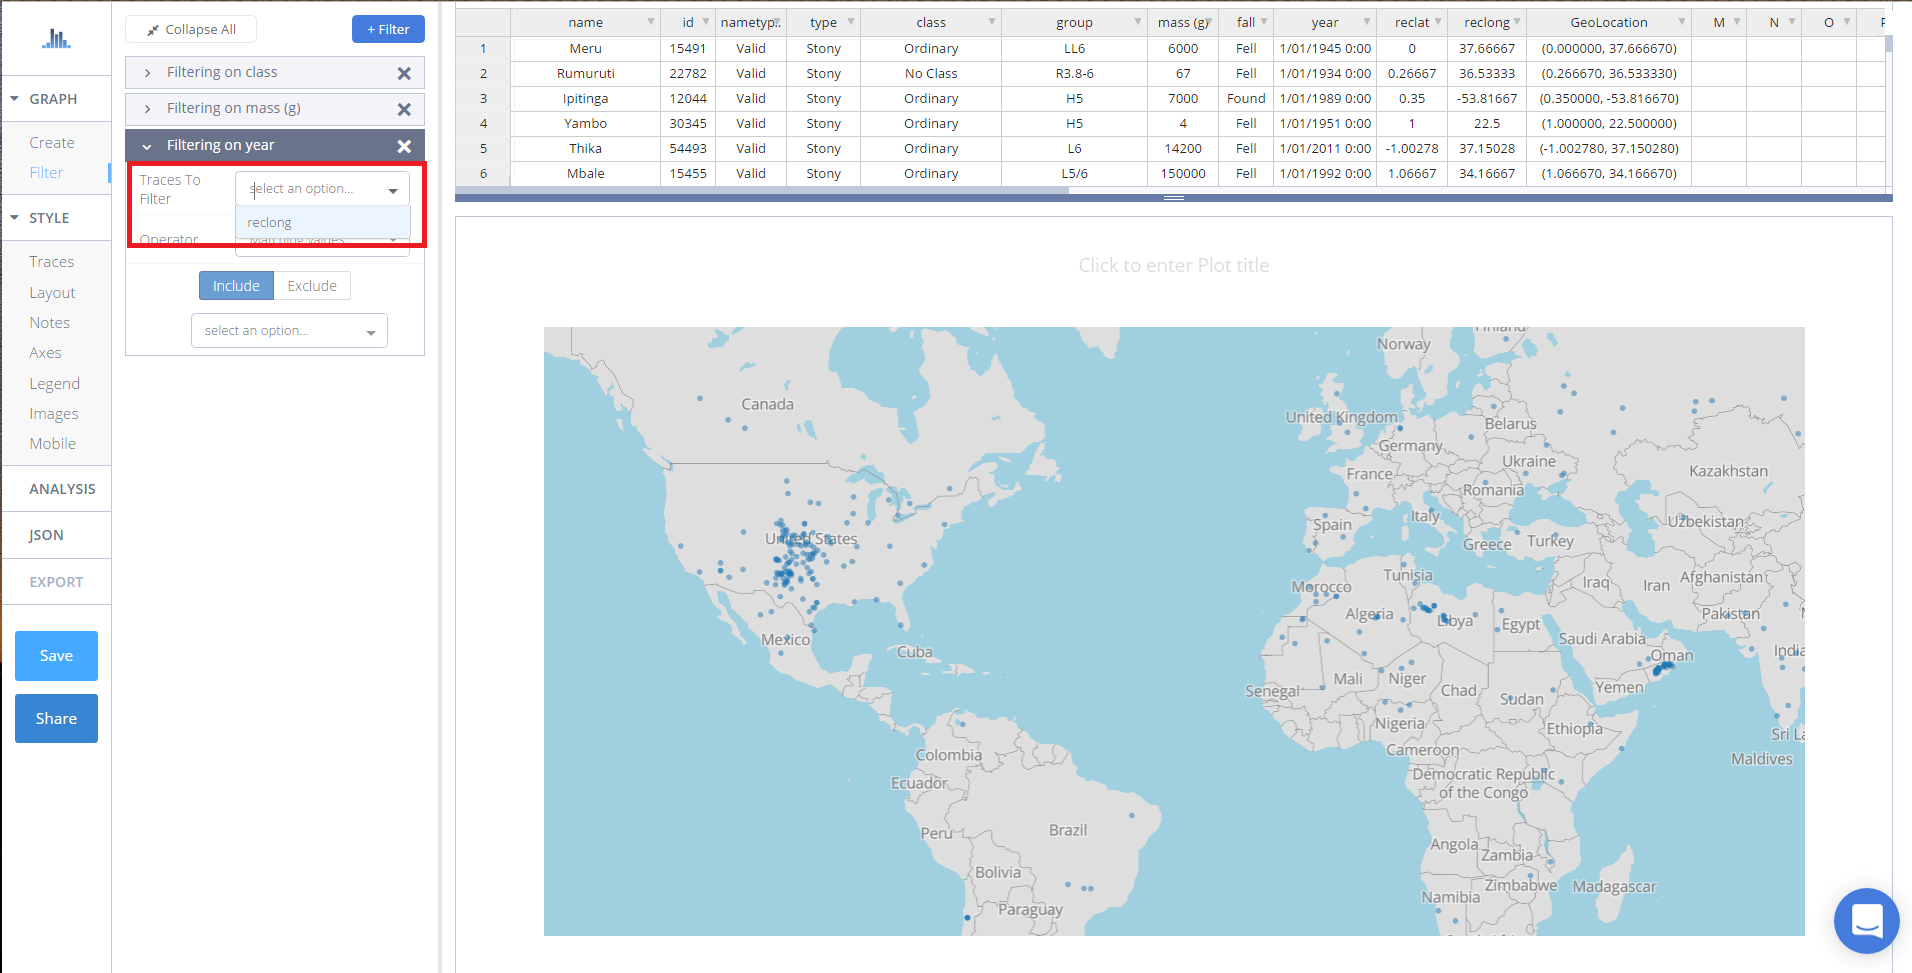 Collapse All
+ Filter
Filtering on class
Filtering on mass (g)
Filtering on year
Traces To Filter
select an option...
reclong
Operator
Matching values
Include Exclude
select an option...
GRAPH
Create
Filter
STYLE
Traces
Layout
Notes
Axes
Legend
Images
Mobile
ANALYSIS
JSON
EXPORT
Save
Share
name id nametyp.. type class group mass (g) fall year reclat reclong GeoLocation M N O
1 Meru 15491 Valid Stony Ordinary LL6 6000 Fell 1/01/1945 0:00 0 37.66667 (0.000000, 37.666670)
2 Rumuruti 22782 Valid Stony No Class R3.8-6 67 Fell 1/01/1934 0:00 0.26667 36.53333 (0.266670, 36.533330)
3 Ipitinga 12044 Valid Stony Ordinary H5 7000 Found 1/01/1989 0:00 0.35 -53.81667 (0.350000, -53.816670)
4 Yambo 30345 Valid Stony Ordinary H5 4 Fell 1/01/1951 0:00 1 22.5 (1.000000, 22.500000)
5 Thika 54493 Valid Stony Ordinary L6 14200 Fell 1/01/2011 0:00 -1.00278 37.15028 (-1.002780, 37.150280)
6 Mbale 15455 Valid Stony Ordinary L5/6 150000 Fell 1/01/1992 0:00 1.06667 34.16667 (1.066670, 34.166670)
Click to enter Plot title
Finland
Norway
Canada
United Kingdom
Belarus
Germany
Ukraine
France
Kazakhstan
Romania
Italy
Spain
Uzbekistan
United States
Greece Turkey
Tunisia
Morocco
Iraq Iran Afghanistan
Algeria
Libya Egypt
Pakistan
Mexico
Saudi Arabia
Cuba
Oman
India
Mali Niger
Senegal
Chad
Sudan
Yemen
Nigeria
Ethiopia
Sri La
Colombia
Cameroon
Maldives
Ecuador
Democratic Republic
of the Congo
Peru
Brazil
Angola
Zambia
Bolivia
Zimbabwe Madagascar
Namibia
Paraguay